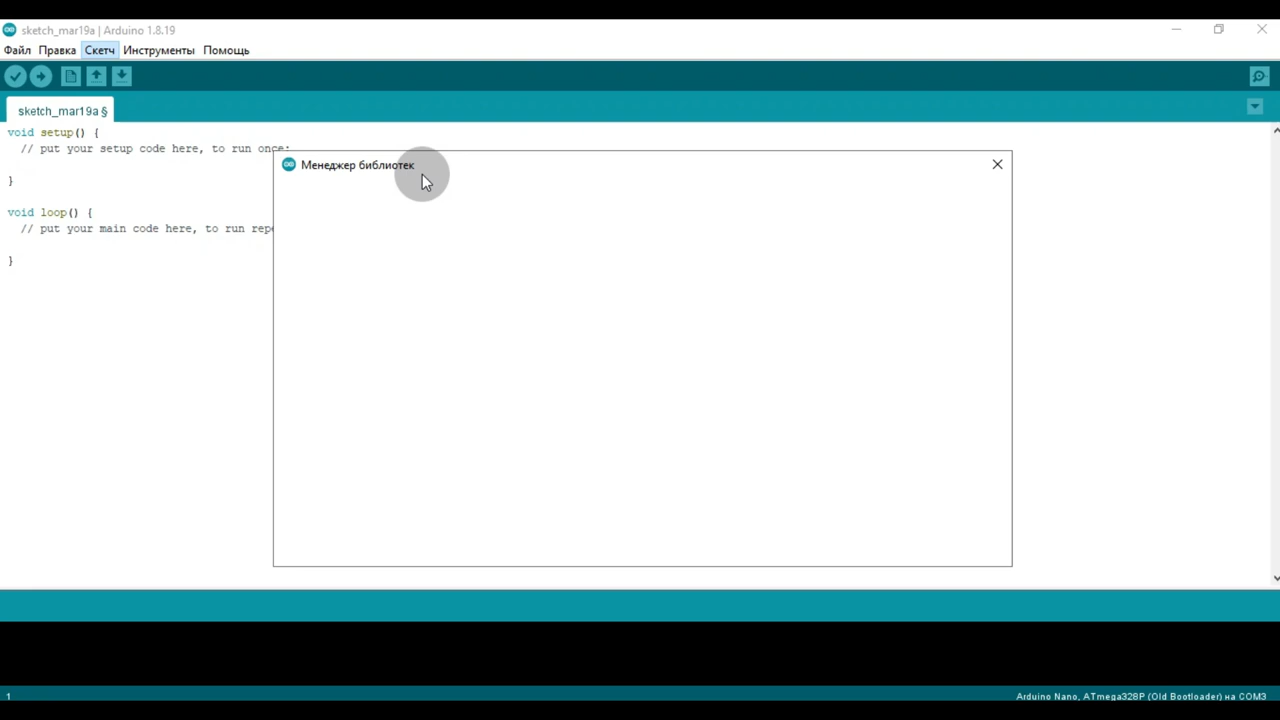 sketch_mar19a | Arduino 1.8.19
Файл Правка Скетч Инструменты Помощь
sketch_mar19a §
void setup() {
// put your setup code here, to run once:
Менеджер библиотек
}
void loop() {
// put your main code here, to run repe
}
1
Arduino Nano, ATmega328P (Old Bootloader) на COM3